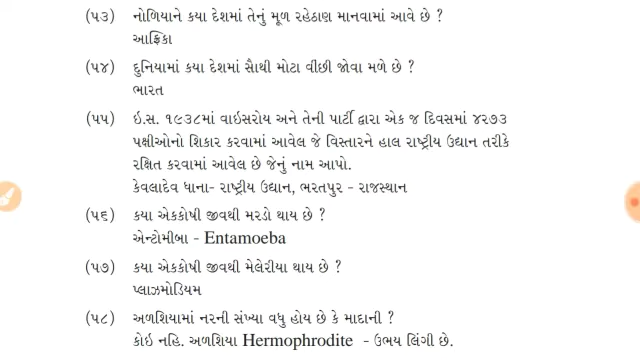 (૫૩) નોળિયાને કયા દેશમાં તેનું મૂળ રહેઠાણ માનવામાં આવે છે ?
આફ્રિકા
(૫૪) દુનિયામાં કયા દેશમાં સૌથી મોટા વીંછી જોવા મળે છે ?
ભારત
(૫૫) ઇ.સ. ૧૯૩૮માં વાઇસરોય અને તેની પાર્ટી દ્વારા એક જ દિવસમાં ૪૨૭૩
પક્ષીઓનો શિકાર કરવામાં આવેલ જે વિસ્તારને હાલ રાષ્ટ્રીય ઉદ્યાન તરીકે
રક્ષિત કરવામાં આવેલ છે જેનું નામ આપો.
કેવલાદેવ ધાના- રાષ્ટ્રીય ઉદ્યાન, ભરતપુર - રાજસ્થાન
(૫૬) કયા એકકોષી જીવથી મરડો થાય છે ?
એન્ટોમીબા - Entamoeba
(૫૭) કયા એકકોષી જીવથી મેલેરીયા થાય છે ?
પ્લાઝમોડિયમ
(૫૮) અળશિયામાં નરની સંખ્યા વધુ હોય છે કે માદાની ?
કોઇ નહિ. અળશિયા Hermophrodite - ઉભય લિંગી છે.